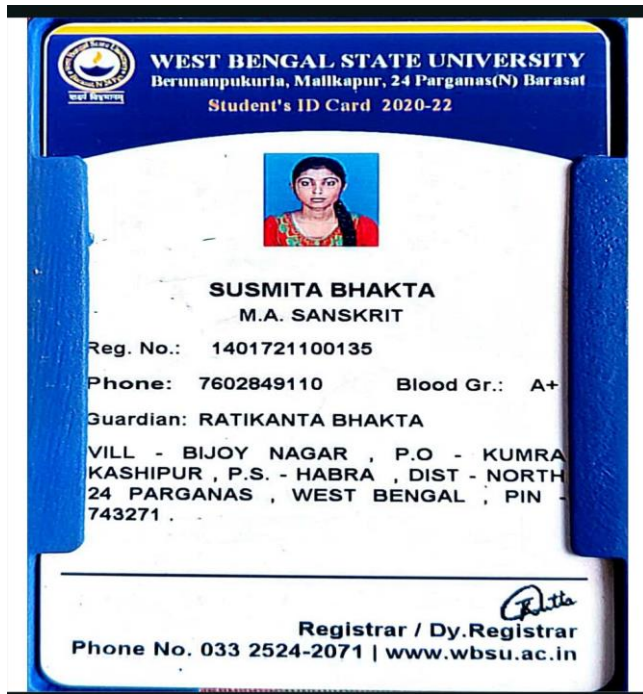 WEST BENGAL STATE UNIVERSITY
Berunanpukuria, Malikapur, 24 Parganas(N) Barasat
Student's ID Card 2020-22
SUSMITA BHAKTA
M.A. SANSKRIT
Reg. No.: 1401721100135
Phone: 7602849110 Blood Gr.: A+
Guardian: RATIKANTA BHAKTA
VILL - BIJOY NAGAR , P.O - KUMRA
KASHIPUR , P.S. - HABRA , DIST - NORTH
24 PARGANAS , WEST BENGAL , PIN -
743271 .
Registrar / Dy.Registrar
Phone No. 033 2524-2071 | www.wbsu.ac.in